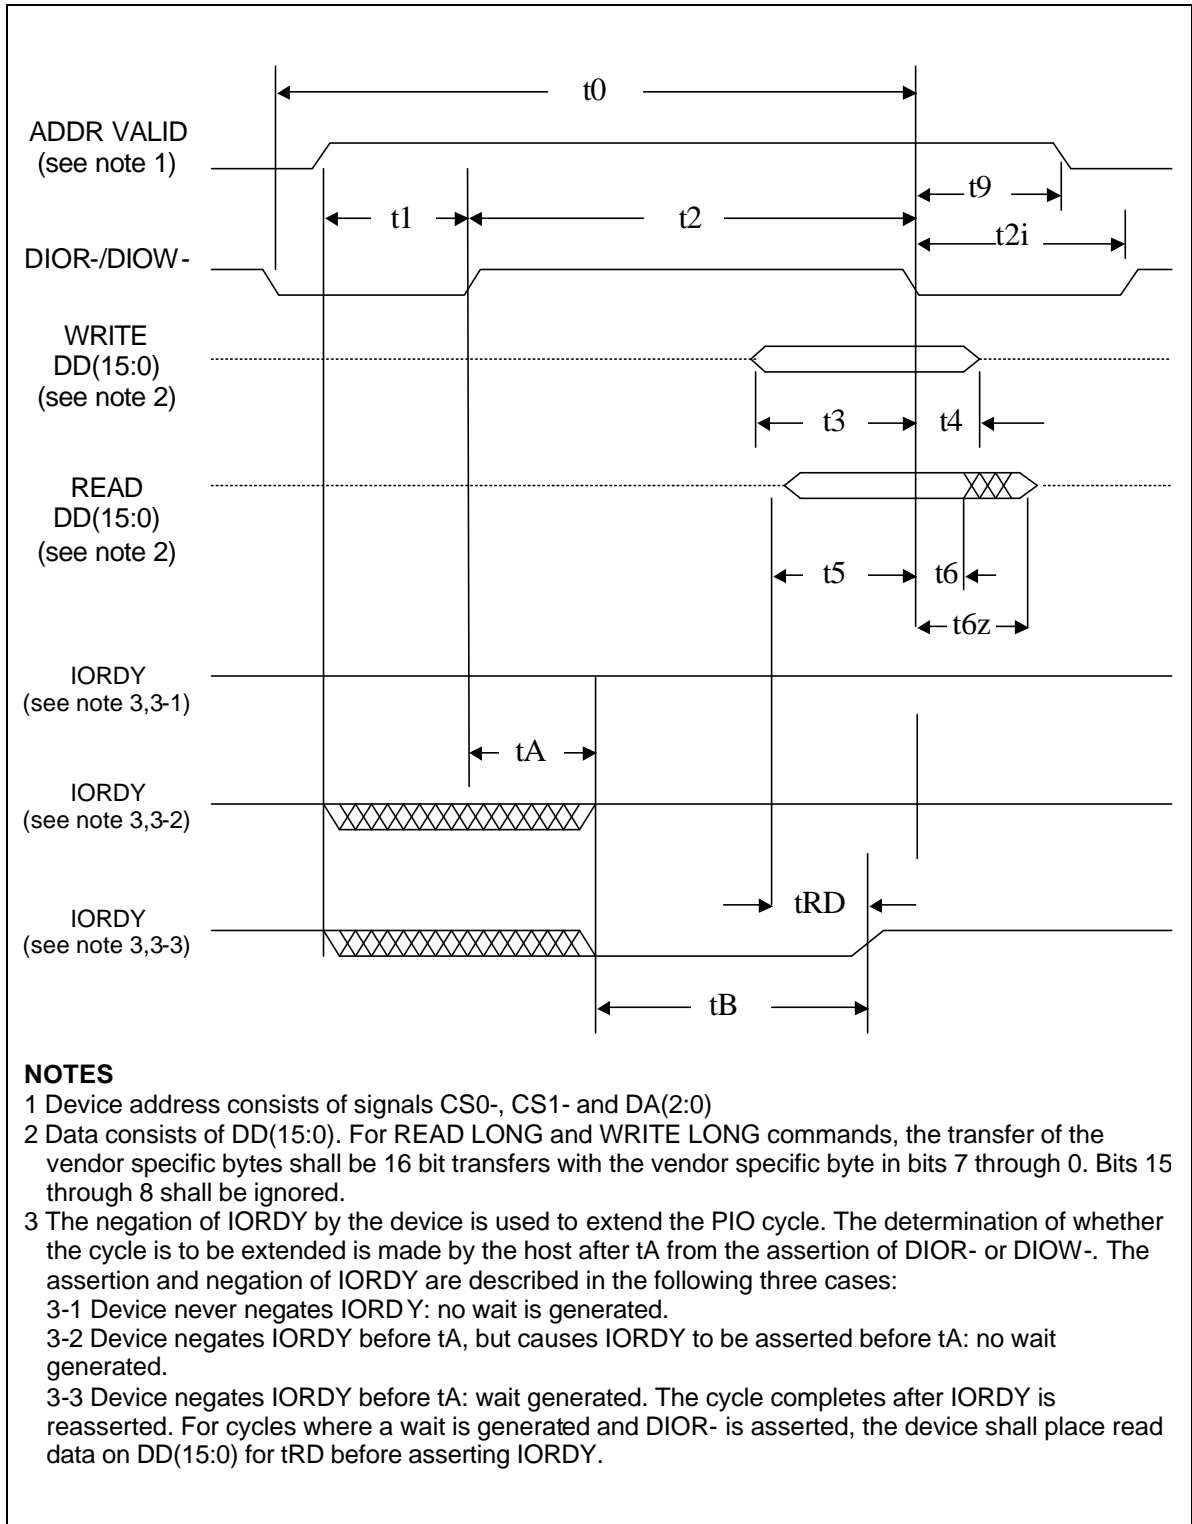 t0
ADDR VALID
(see note 1)
t9
t1
t2
t2i
DIOR-/DIOW-
WRITE
DD(15:0)
(see note 2)
t3
t4
READ
DD(15:0)
(see note 2)
t5
t6
t6z
IORDY
(see note 3,3-1)
tA
IORDY
(see note 3,3-2)
tRD
IORDY
(see note 3,3-3)
tB
NOTES
1 Device address consists of signals CS0-, CS1- and DA(2:0)
2 Data consists of DD(15:0). For READ LONG and WRITE LONG commands, the transfer of the
vendor specific bytes shall be 16 bit transfers with the vendor specific byte in bits 7 through 0. Bits 15
through 8 shall be ignored.
3 The negation of IORDY by the device is used to extend the PIO cycle. The determination of whether
the cycle is to be extended is made by the host after tA from the assertion of DIOR- or DIOW-. The
assertion and negation of IORDY are described in the following three cases:
3-1 Device never negates IORDY: no wait is generated.
3-2 Device negates IORDY before tA, but causes IORDY to be asserted before tA: no wait
generated.
3-3 Device negates IORDY before tA: wait generated. The cycle completes after IORDY is
reasserted. For cycles where a wait is generated and DIOR- is asserted, the device shall place read
data on DD(15:0) for tRD before asserting IORDY.